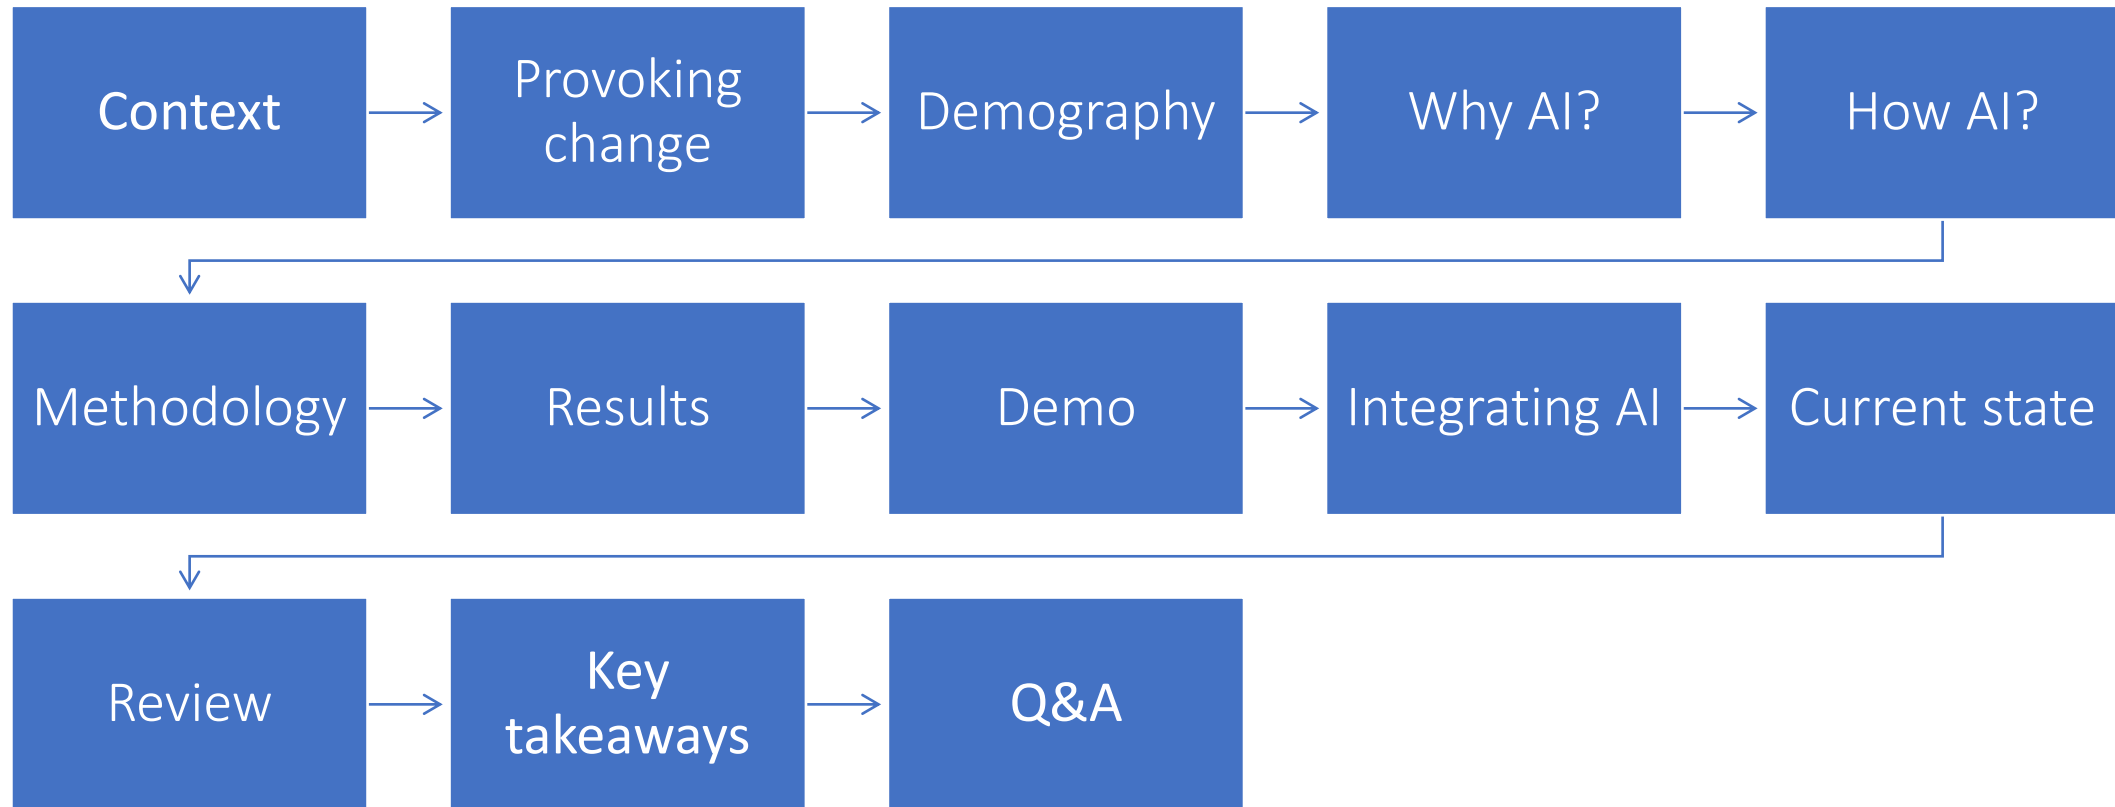 Context
Provoking
change
Demography
Why AI?
How AI?
Methodology
Results
Demo
Integrating AI
Current state
Review
Key
takeaways
Q&A